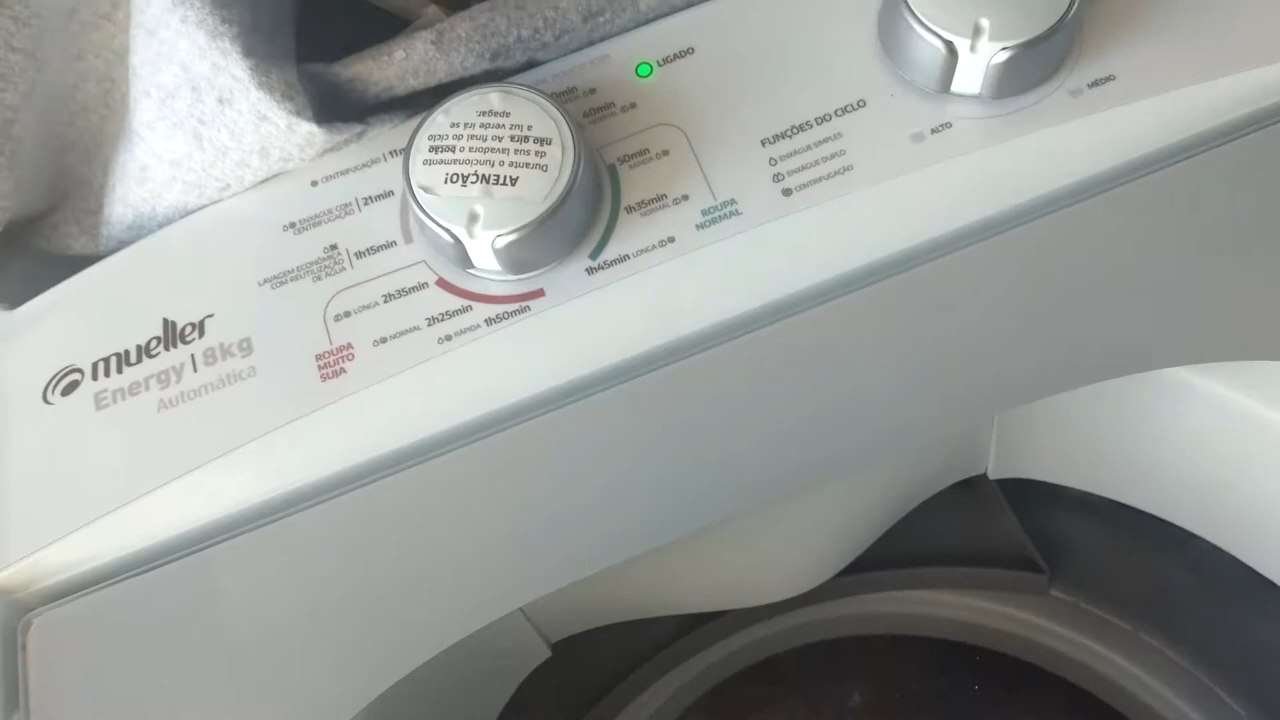 mueller
Energy | 8kg
Automática
CENTRIFUGAÇÃO | 11m
ENXÁGUE COM
CENTRIFUGAÇÃO | 21min
LAVAGEM ECONÔMICA
COM REUTILIZAÇÃO
DE ÁGUA | 1h15min
LONGA 2h35min
NORMAL 2h25min
RÁPIDA 1h50min
ROUPA
MUITO
SUJA
ATENÇÃO!
Durante o funcionamento
da sua lavadora o botão
não gira. Ao final do ciclo
a luz verde irá se
apagar.
LIGADO
RÁPIDA
40min
NORMAL
50min
RÁPIDA
1h35min
NORMAL
1h45min LONGA
ROUPA
NORMAL
FUNÇÕES DO CICLO
ENXÁGUE SIMPLES
ENXÁGUE DUPLO
CENTRIFUGAÇÃO
ALTO
MÉDIO